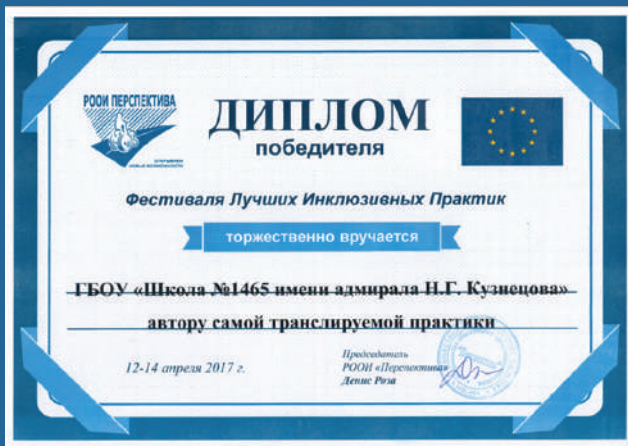 РООИ ПЕРСПЕКТИВА
ДИПЛОМ
победителя
Фестиваля Лучших Инклюзивных Практик
торжественно вручается
ГБОУ «Школа №1465 имени адмирала Н.Г. Кузнецова»
автору самой транслируемой практики
12-14 апреля 2017 г.
Председатель
РООИ «Перспектива»
Денис Роза